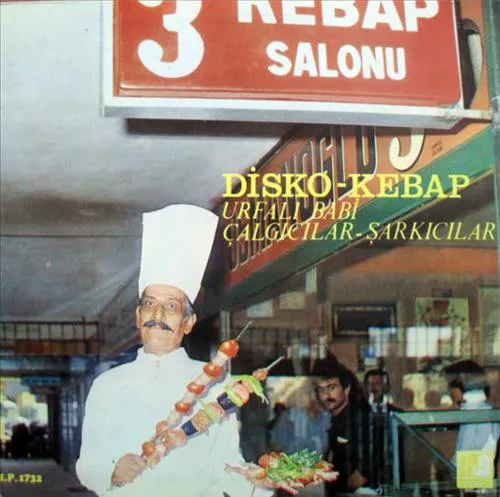 3
KEBAP
SALONU
DİSKO-KEBAP
URFALI BABİ
ÇALGICILAR-ŞARKICILAR
L.P. 1732